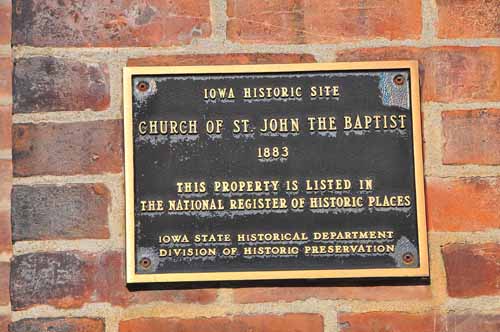 IOWA HISTORIC SITE
CHURCH OF ST. JOHN THE BAPTIST
1883
THIS PROPERTY IS LISTED IN
THE NATIONAL REGISTER OF HISTORIC PLACES
IOWA STATE HISTORICAL DEPARTMENT
DIVISION OF HISTORIC PRESERVATION